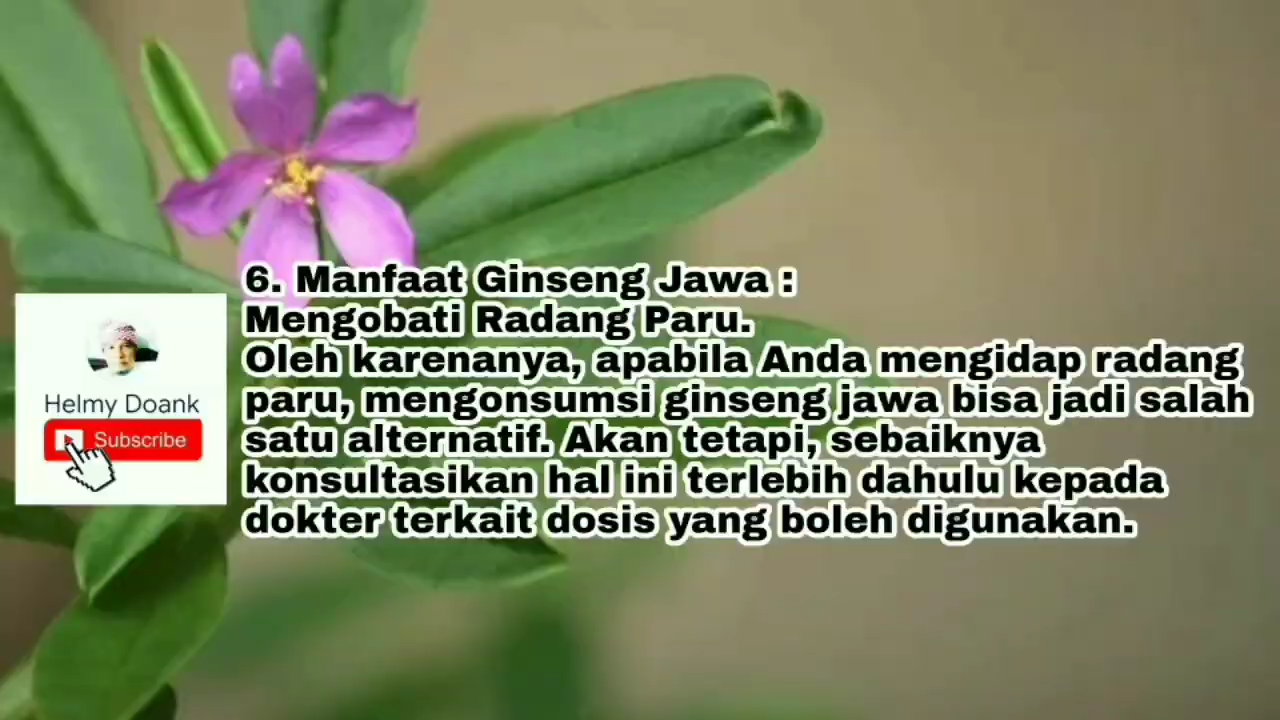 6. Manfaat Ginseng Jawa :
Mengobati Radang Paru.
Oleh karenanya, apabila Anda mengidap radang
paru, mengonsumsi ginseng jawa bisa jadi salah
satu alternatif. Akan tetapi, sebaiknya
konsultasikan hal ini terlebih dahulu kepada
dokter terkait dosis yang boleh digunakan.
Helmy Doank
Subscribe